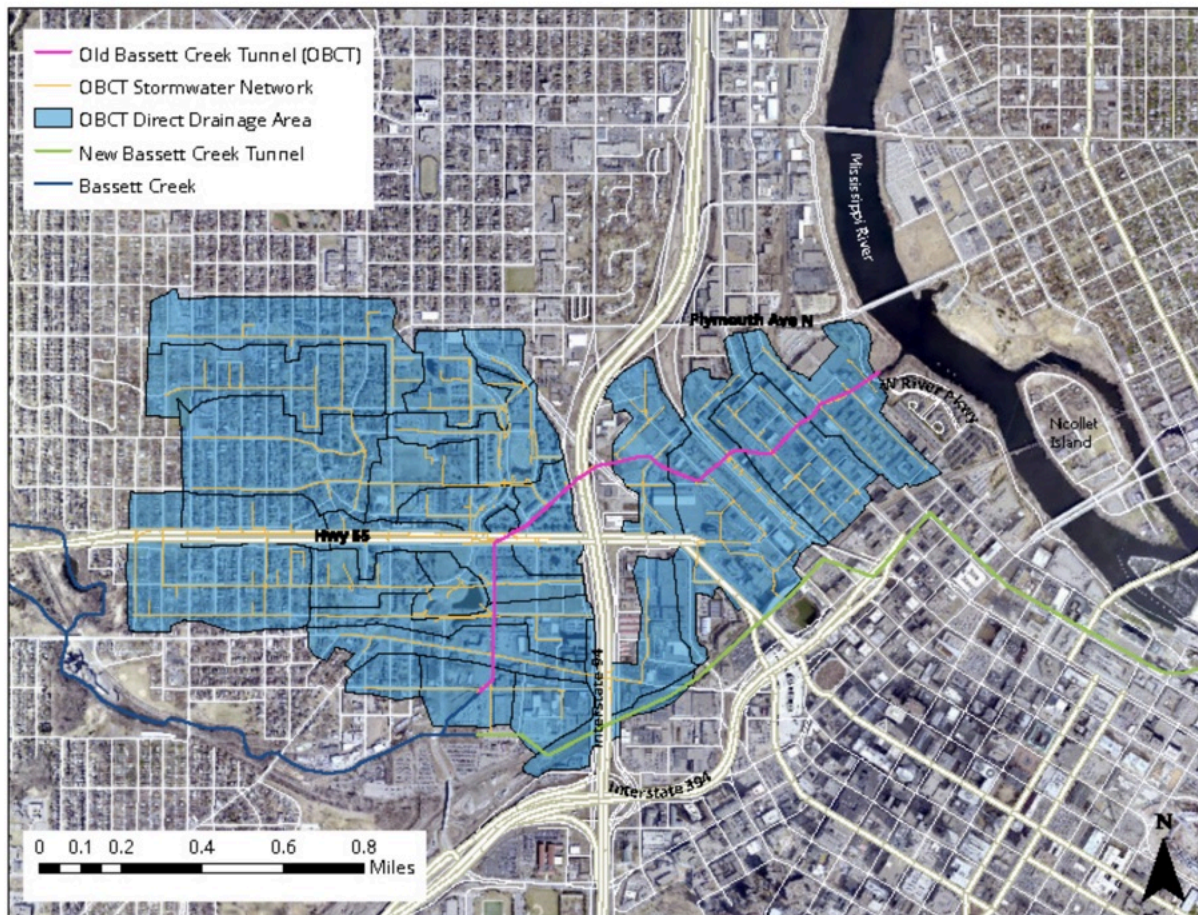 Old Bassett Creek Tunnel (OBCT)
OBCT Stormwater Network
OBCT Direct Drainage Area
New Bassett Creek Tunnel
Bassett Creek
Mississippi River
Plymouth Ave N
N River Pkwy
Nicollet
Island
Hwy 55
Interstate 94
Interstate 394
0 0.1 0.2 0.4 0.6 0.8
Miles
N